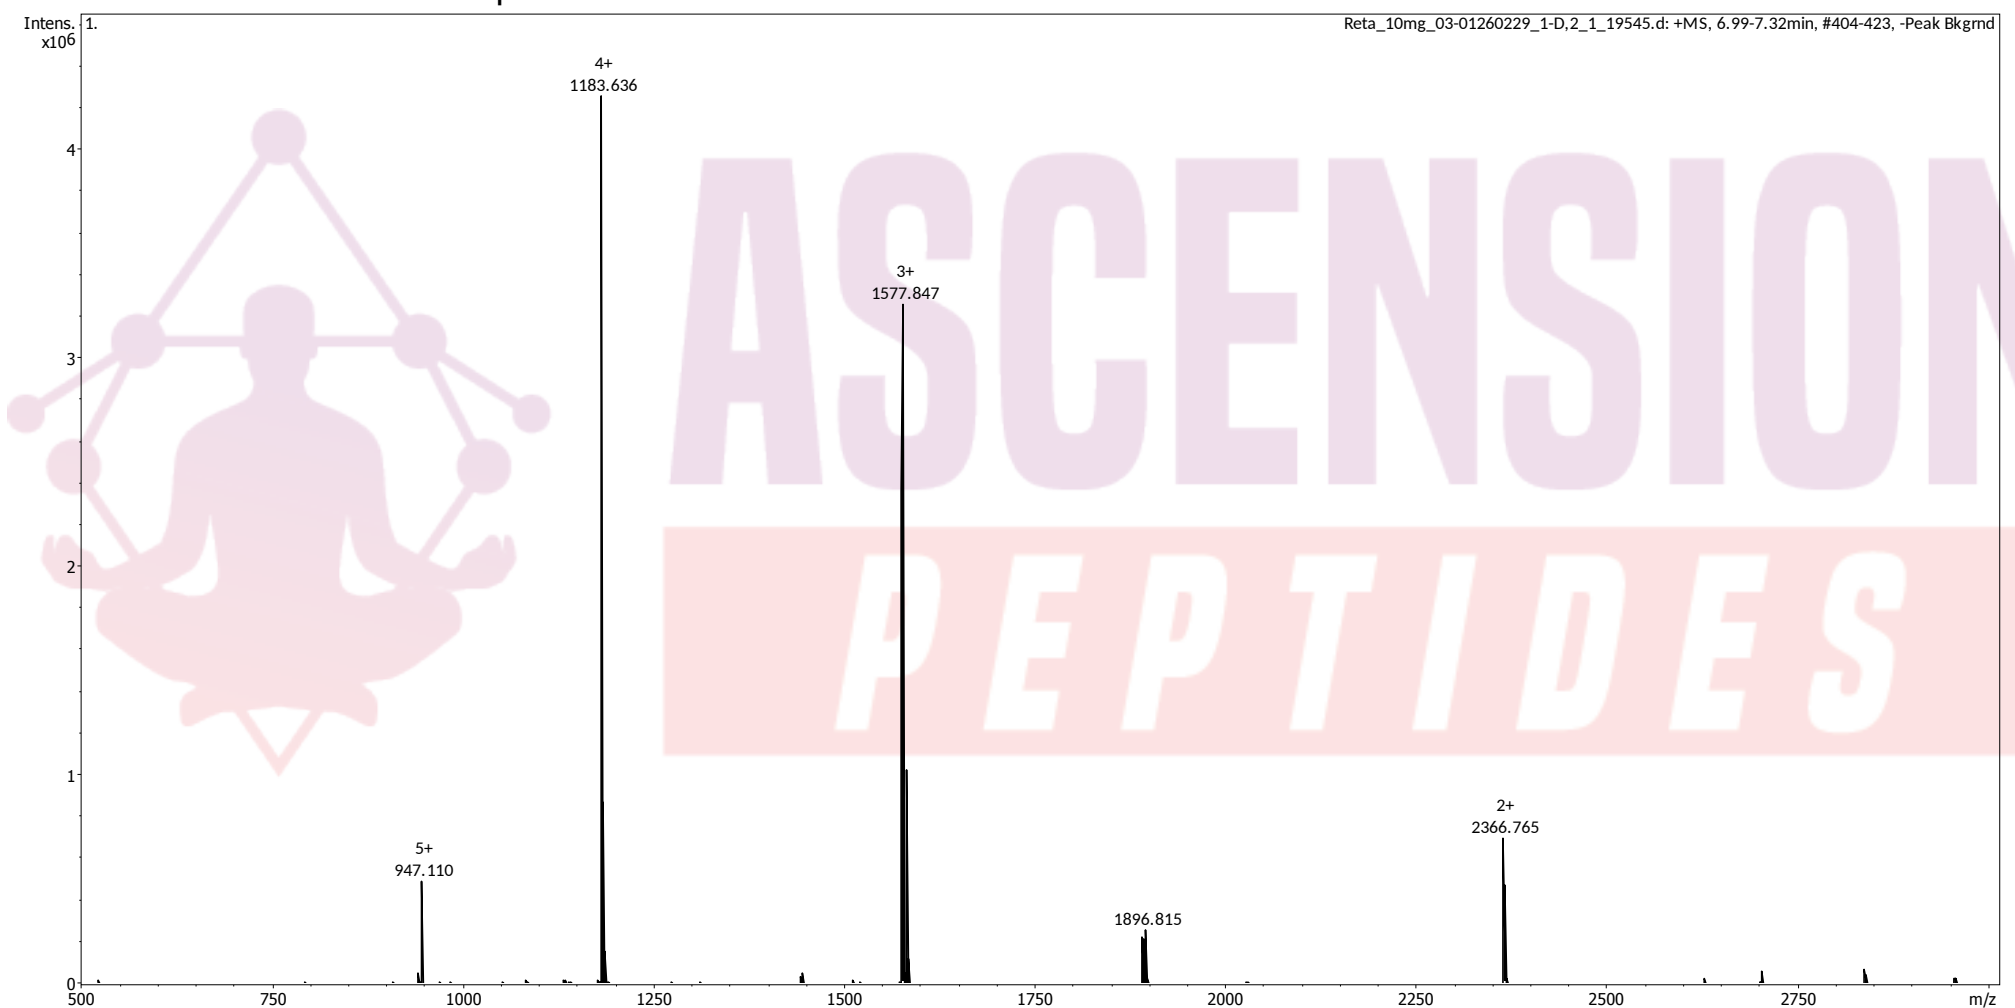 Intens. 1.
x10⁶
Reta_10mg_03-01260229_1-D,2_1_19545.d: +MS, 6.99-7.32min, #404-423, -Peak Bkgrnd
4+
1183.636
4
ASCENSION
3+
1577.847
3
2
PEPTIDES
1
2+
2366.765
5+
947.110
1896.815
0
500 750 1000 1250 1500 1750 2000 2250 2500 2750 m/z